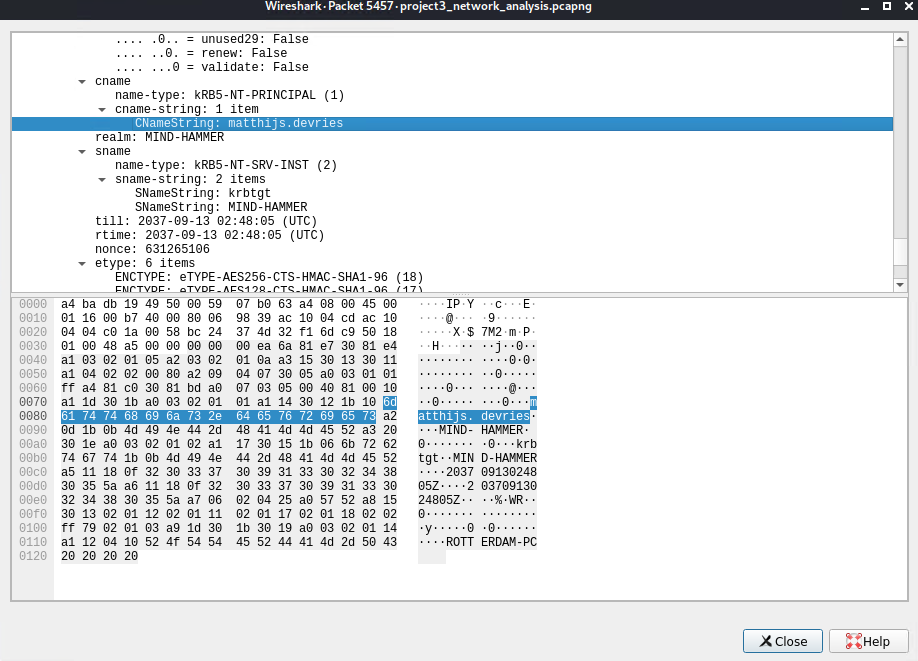 Wireshark · Packet 5457 · project3_network_analysis.pcapng
.... .0.. = unused29: False
.... ..0. = renew: False
.... ...0 = validate: False
cname
name-type: kRB5-NT-PRINCIPAL (1)
cname-string: 1 item
CNameString: matthijs.devries
realm: MIND-HAMMER
sname
name-type: kRB5-NT-SRV-INST (2)
sname-string: 2 items
SNameString: krbtgt
SNameString: MIND-HAMMER
till: 2037-09-13 02:48:05 (UTC)
rtime: 2037-09-13 02:48:05 (UTC)
nonce: 631265106
etype: 6 items
ENCTYPE: eTYPE-AES256-CTS-HMAC-SHA1-96 (18)
ENCTYPE: eTYPE-AES128-CTS-HMAC-SHA1-96 (17)
0000 a4 ba db 19 49 50 00 59 07 b0 63 a4 08 00 45 00 ····IP·Y ··c···E·
0010 01 16 00 b7 40 00 80 06 98 39 ac 10 04 cd ac 10 ····@··· ·9······
0020 04 04 c0 1a 00 58 bc 24 37 4d 32 f1 6d c9 50 18 ·····X·$ 7M2·m·P·
0030 01 00 48 a5 00 00 00 00 00 ea 6a 81 e7 30 81 e4 ··H····· ··j··0··
0040 a1 03 02 01 05 a2 03 02 01 0a a3 15 30 13 30 11 ········ ····0·0·
0050 a1 04 02 02 00 80 a2 09 04 07 30 05 a0 03 01 01 ········ ··0·····
0060 ff a4 81 c0 30 81 bd a0 07 03 05 00 40 81 00 10 ····0··· ····@···
0070 a1 1d 30 1b a0 03 02 01 01 a1 14 30 12 1b 10 6d ··0····· ···0···m
0080 61 74 74 68 69 6a 73 2e 64 65 76 72 69 65 73 a2 atthijs. devries·
0090 0d 1b 0b 4d 49 4e 44 2d 48 41 4d 4d 45 52 a3 20 ···MIND- HAMMER· 
00a0 30 1e a0 03 02 01 02 a1 17 30 15 1b 06 6b 72 62 0······· ·0···krb
00b0 74 67 74 1b 0b 4d 49 4e 44 2d 48 41 4d 4d 45 52 tgt··MIN D-HAMMER
00c0 a5 11 18 0f 32 30 33 37 30 39 31 33 30 32 34 38 ····2037 09130248
00d0 30 35 5a a6 11 18 0f 32 30 33 37 30 39 31 33 30 05Z····2 03709130
00e0 32 34 38 30 35 5a a7 06 02 04 25 a0 57 52 a8 15 24805Z·· ··%·WR··
00f0 30 13 02 01 12 02 01 11 02 01 17 02 01 18 02 02 0······· ········
0100 ff 79 02 01 03 a9 1d 30 1b 30 19 a0 03 02 01 14 ·y·····0 ·0······
0110 a1 12 04 10 52 4f 54 54 45 52 44 41 4d 2d 50 43 ····ROTT ERDAM-PC
0120 20 20 20 20
Close
Help